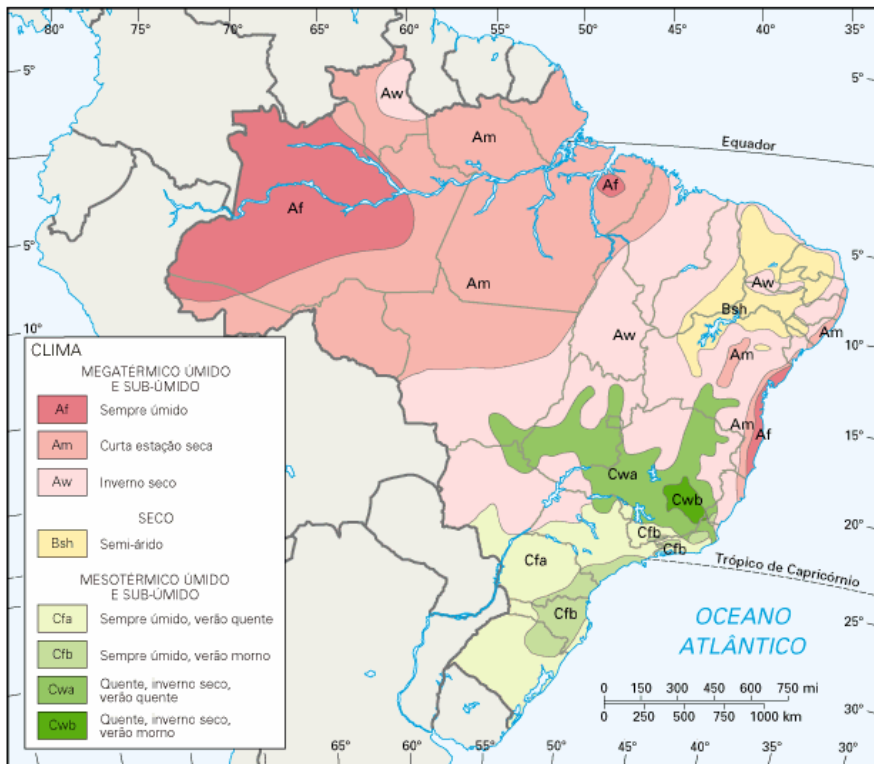 80° 75° 70° 65° 60° 55° 50° 45° 40° 35°
5° 5°
Aw
Am
Equador
Af
Af
5° 5°
Am
Aw
Bsh
Aw
Am
10° 10°
Am
Am
Af
15°
Cwa
Cwb
Cfb
Cfb
20°
Cfa
Trópico de Capricórnio
Cfb
OCEANO
ATLÂNTICO
25°
0 150 300 450 600 750 mi
0 250 500 750 1000 km
30°
65° 60° 55° 50° 45° 40° 35° 30°
CLIMA
MEGATÉRMICO ÚMIDO
E SUB-ÚMIDO
Af Sempre úmido
Am Curta estação seca
Aw Inverno seco
SECO
Bsh Semi-árido
MESOTÉRMICO ÚMIDO
E SUB-ÚMIDO
Cfa Sempre úmido, verão quente
Cfb Sempre úmido, verão morno
Cwa Quente, inverno seco,
verão quente
Cwb Quente, inverno seco,
verão morno